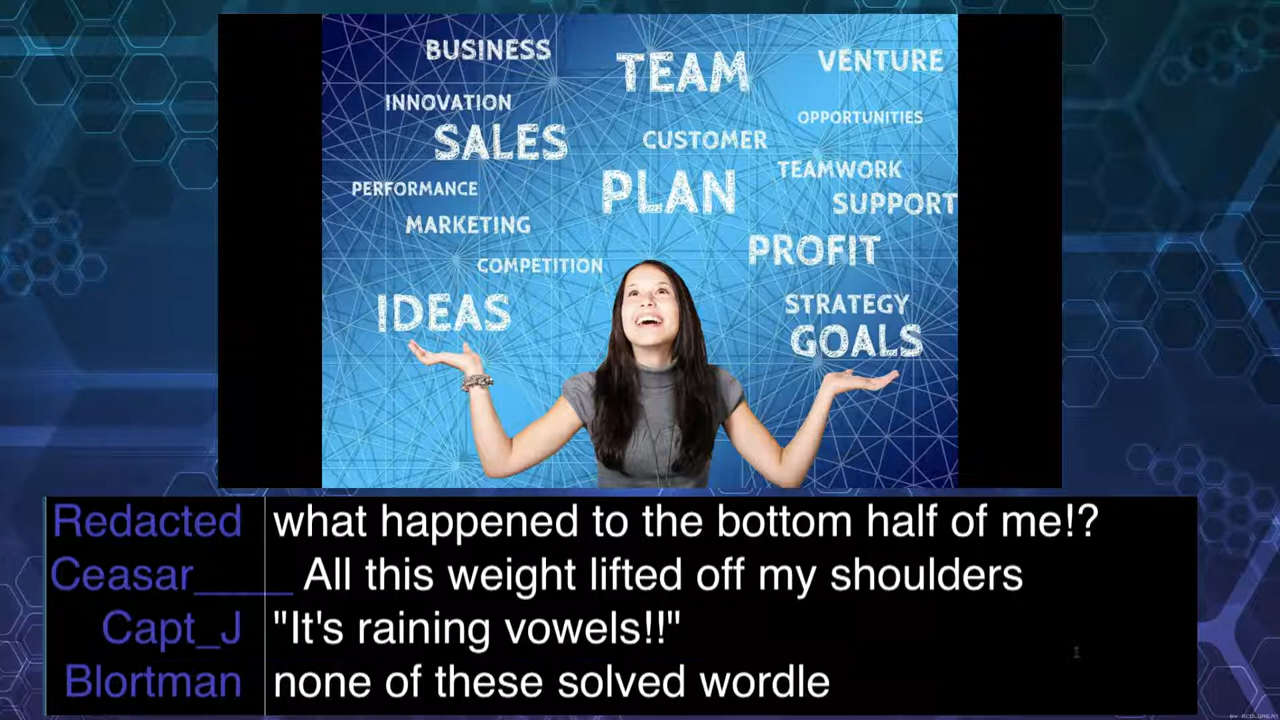 BUSINESS
TEAM
VENTURE
INNOVATION
OPPORTUNITIES
SALES
CUSTOMER
TEAMWORK
PERFORMANCE
PLAN
SUPPORT
MARKETING
PROFIT
COMPETITION
IDEAS
STRATEGY
GOALS
Redacted what happened to the bottom half of me!?
Ceasar_____ All this weight lifted off my shoulders
Capt_J "It's raining vowels!!"
1
Blortman none of these solved wordle